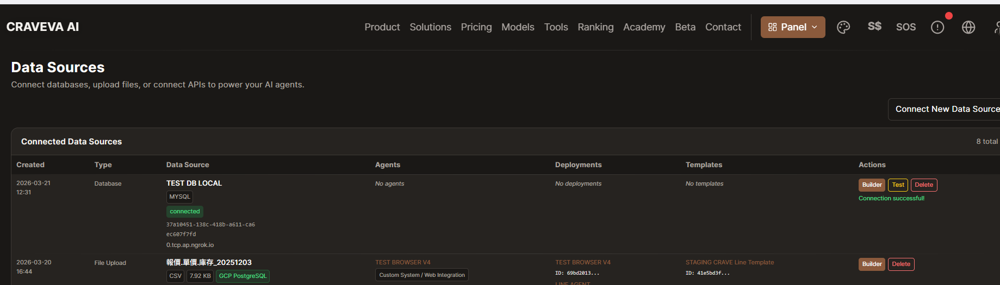 CRAVEVA AI
Product Solutions Pricing Models Tools Ranking Academy Beta Contact Panel S$ SOS
Data Sources
Connect databases, upload files, or connect APIs to power your AI agents.
Connect New Data Source
Connected Data Sources 8 total
Created Type Data Source Agents Deployments Templates Actions
2026-03-21 Database TEST DB LOCAL No agents No deployments No templates Builder Test Delete
12:31
MYSQL
Connection successful!
connected
37a10451-138c-418b-a611-ca6
ec607f7fd
0.tcp.ap.ngrok.io
2026-03-20 File Upload 報價.單價.庫存_20251203 TEST BROWSER V4 TEST BROWSER V4 STAGING CRAVE Line Template Builder Delete
16:44 CSV 7.92 KB GCP PostgreSQL Custom System / Web Integration ID: 69bd2013... ID: 41e5bd3f...
LINE AGENT